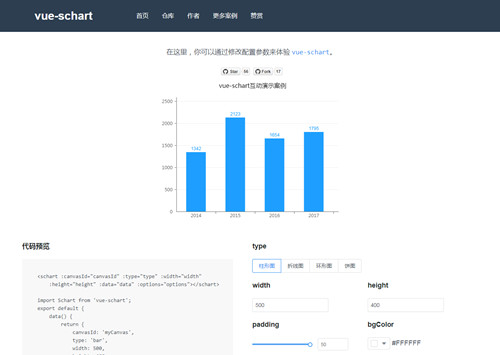 vue-schart
首页 仓库 作者 更多案例 赞赏
在这里，你可以通过修改配置参数来体验 vue-schart。
Star 56 Fork 17
vue-schart互动演示案例
2500
2000
1500
1000
500
0
1342 2123 1654 1795
2014 2015 2016 2017
代码预览
<schart :canvasId="canvasId" :type="type" :width="width"
:height="height" :data="data" :options="options"></schart>
import Schart from 'vue-schart';
export default {
data() {
return {
canvasId: 'myCanvas',
type: 'bar',
width: 500,
type
柱形图 折线图 环形图 饼图
width height
500 400
padding bgColor
50 #FFFFFF